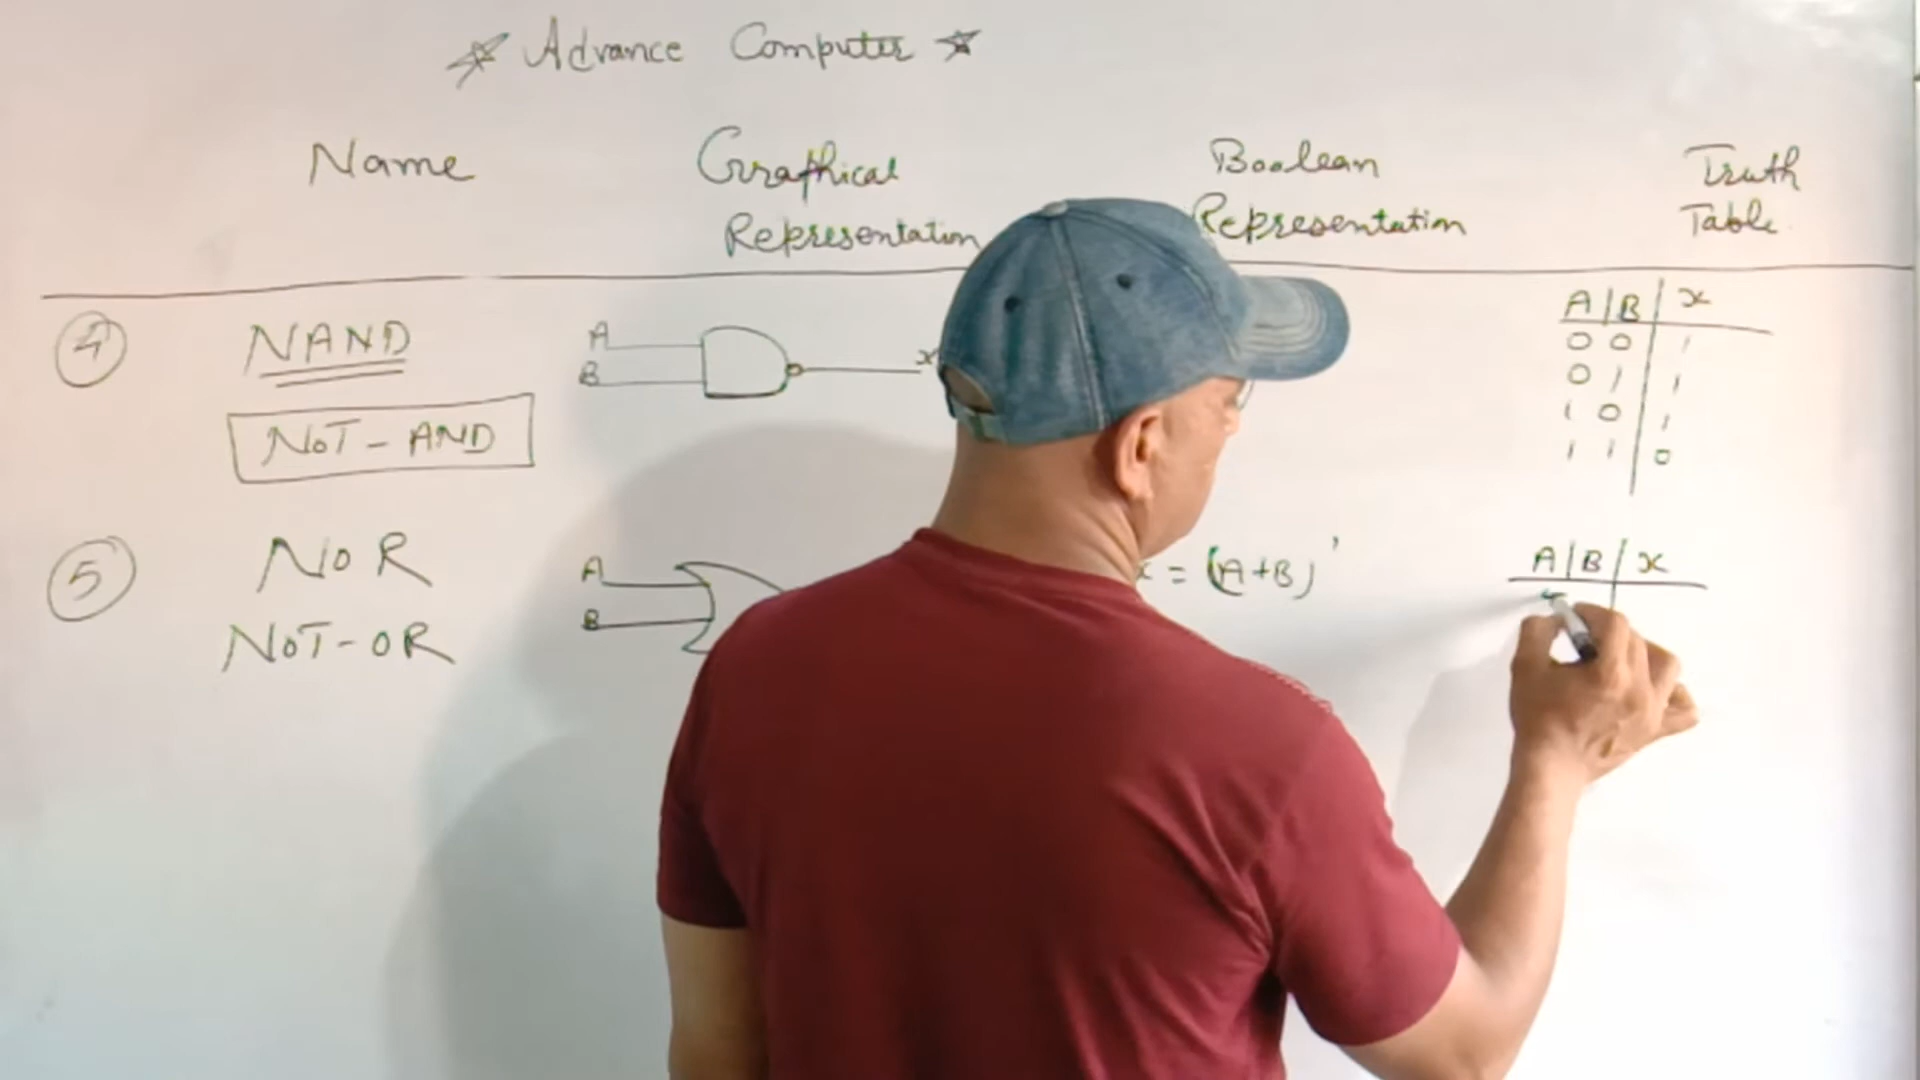 Advance Computer
Name Graphical Representation Boolean Representation Truth Table
4 NAND
NOT - AND
A
B
x
A B x
0 0 1
0 1 1
1 0 1
1 1 0
5 NOR
NOT-OR
A
B
= (A+B)'
A B x